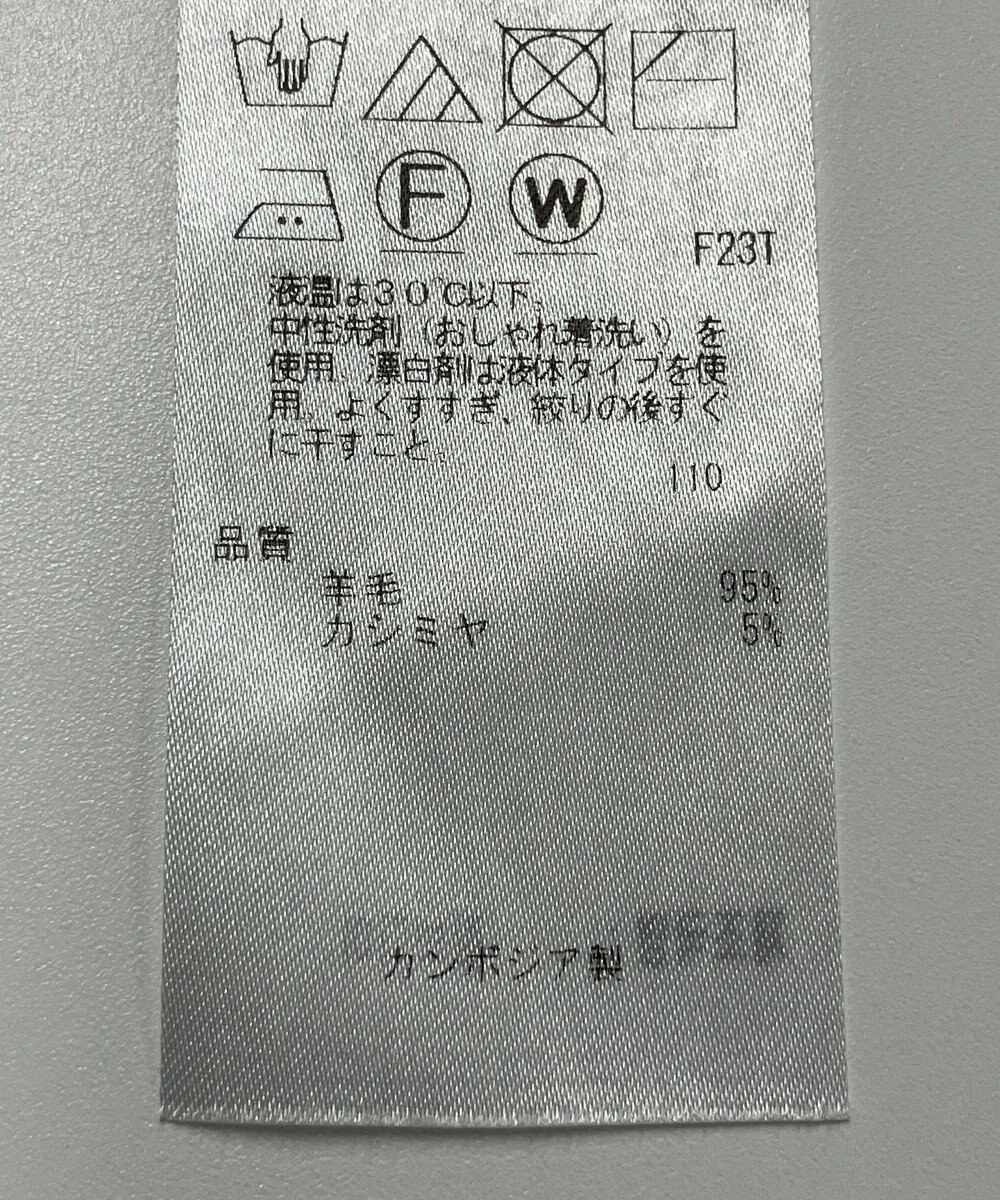 F W
F23T
液温は30℃以下。
中性洗剤（おしゃれ着洗い）を
使用。漂白剤は液体タイプを使
用。よくすすぎ、絞りの後すぐ
に干すこと。
110
品質
羊毛 95%
カシミヤ 5%
カンボジア製